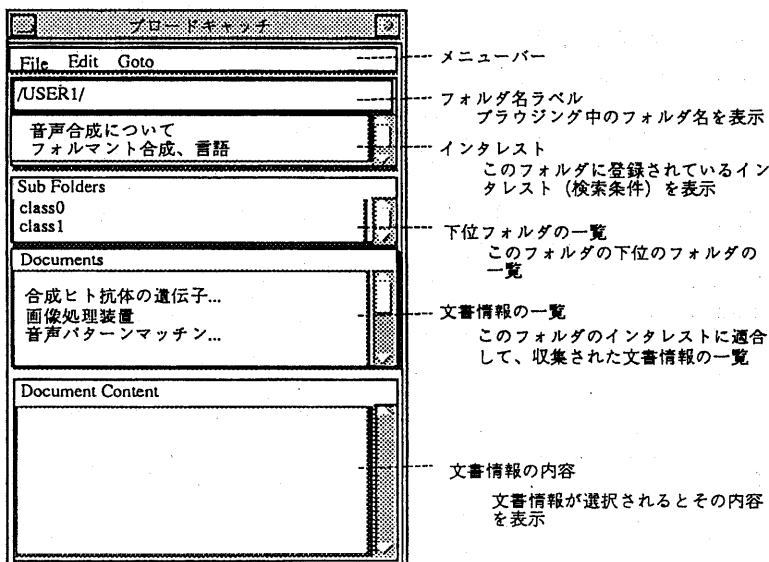 ブロードキャッチ
File Edit Goto
メニューバー
/USER1/
フォルダ名ラベル
ブラウジング中のフォルダ名を表示
音声合成について
フォルマント合成、言語
インタレスト
このフォルダに登録されているイン
タレスト（検索条件）を表示
Sub Folders
class0
class1
下位フォルダの一覧
このフォルダの下位のフォルダの
一覧
Documents
合成ヒト抗体の遺伝子...
画像処理装置
音声パターンマッチン...
文書情報の一覧
このフォルダのインタレストに適合
して、収集された文書情報の一覧
Document Content
文書情報の内容
文書情報が選択されるとその内容
を表示